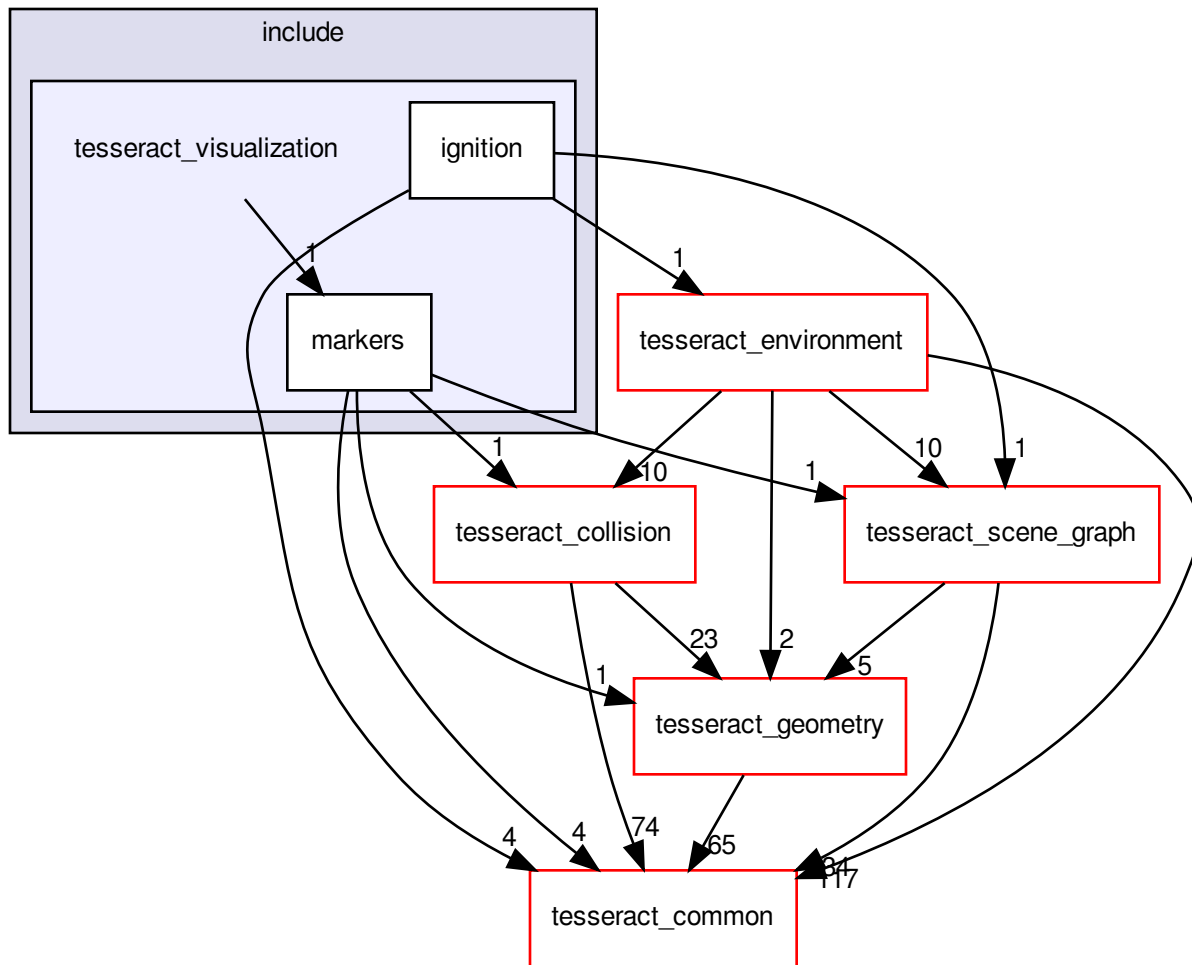 include
tesseract_visualization
ignition
1
1
markers
tesseract_environment
1
10
10
1
1
tesseract_collision
tesseract_scene_graph
23
2
5
1
tesseract_geometry
4
4
74
65
34
117
tesseract_common